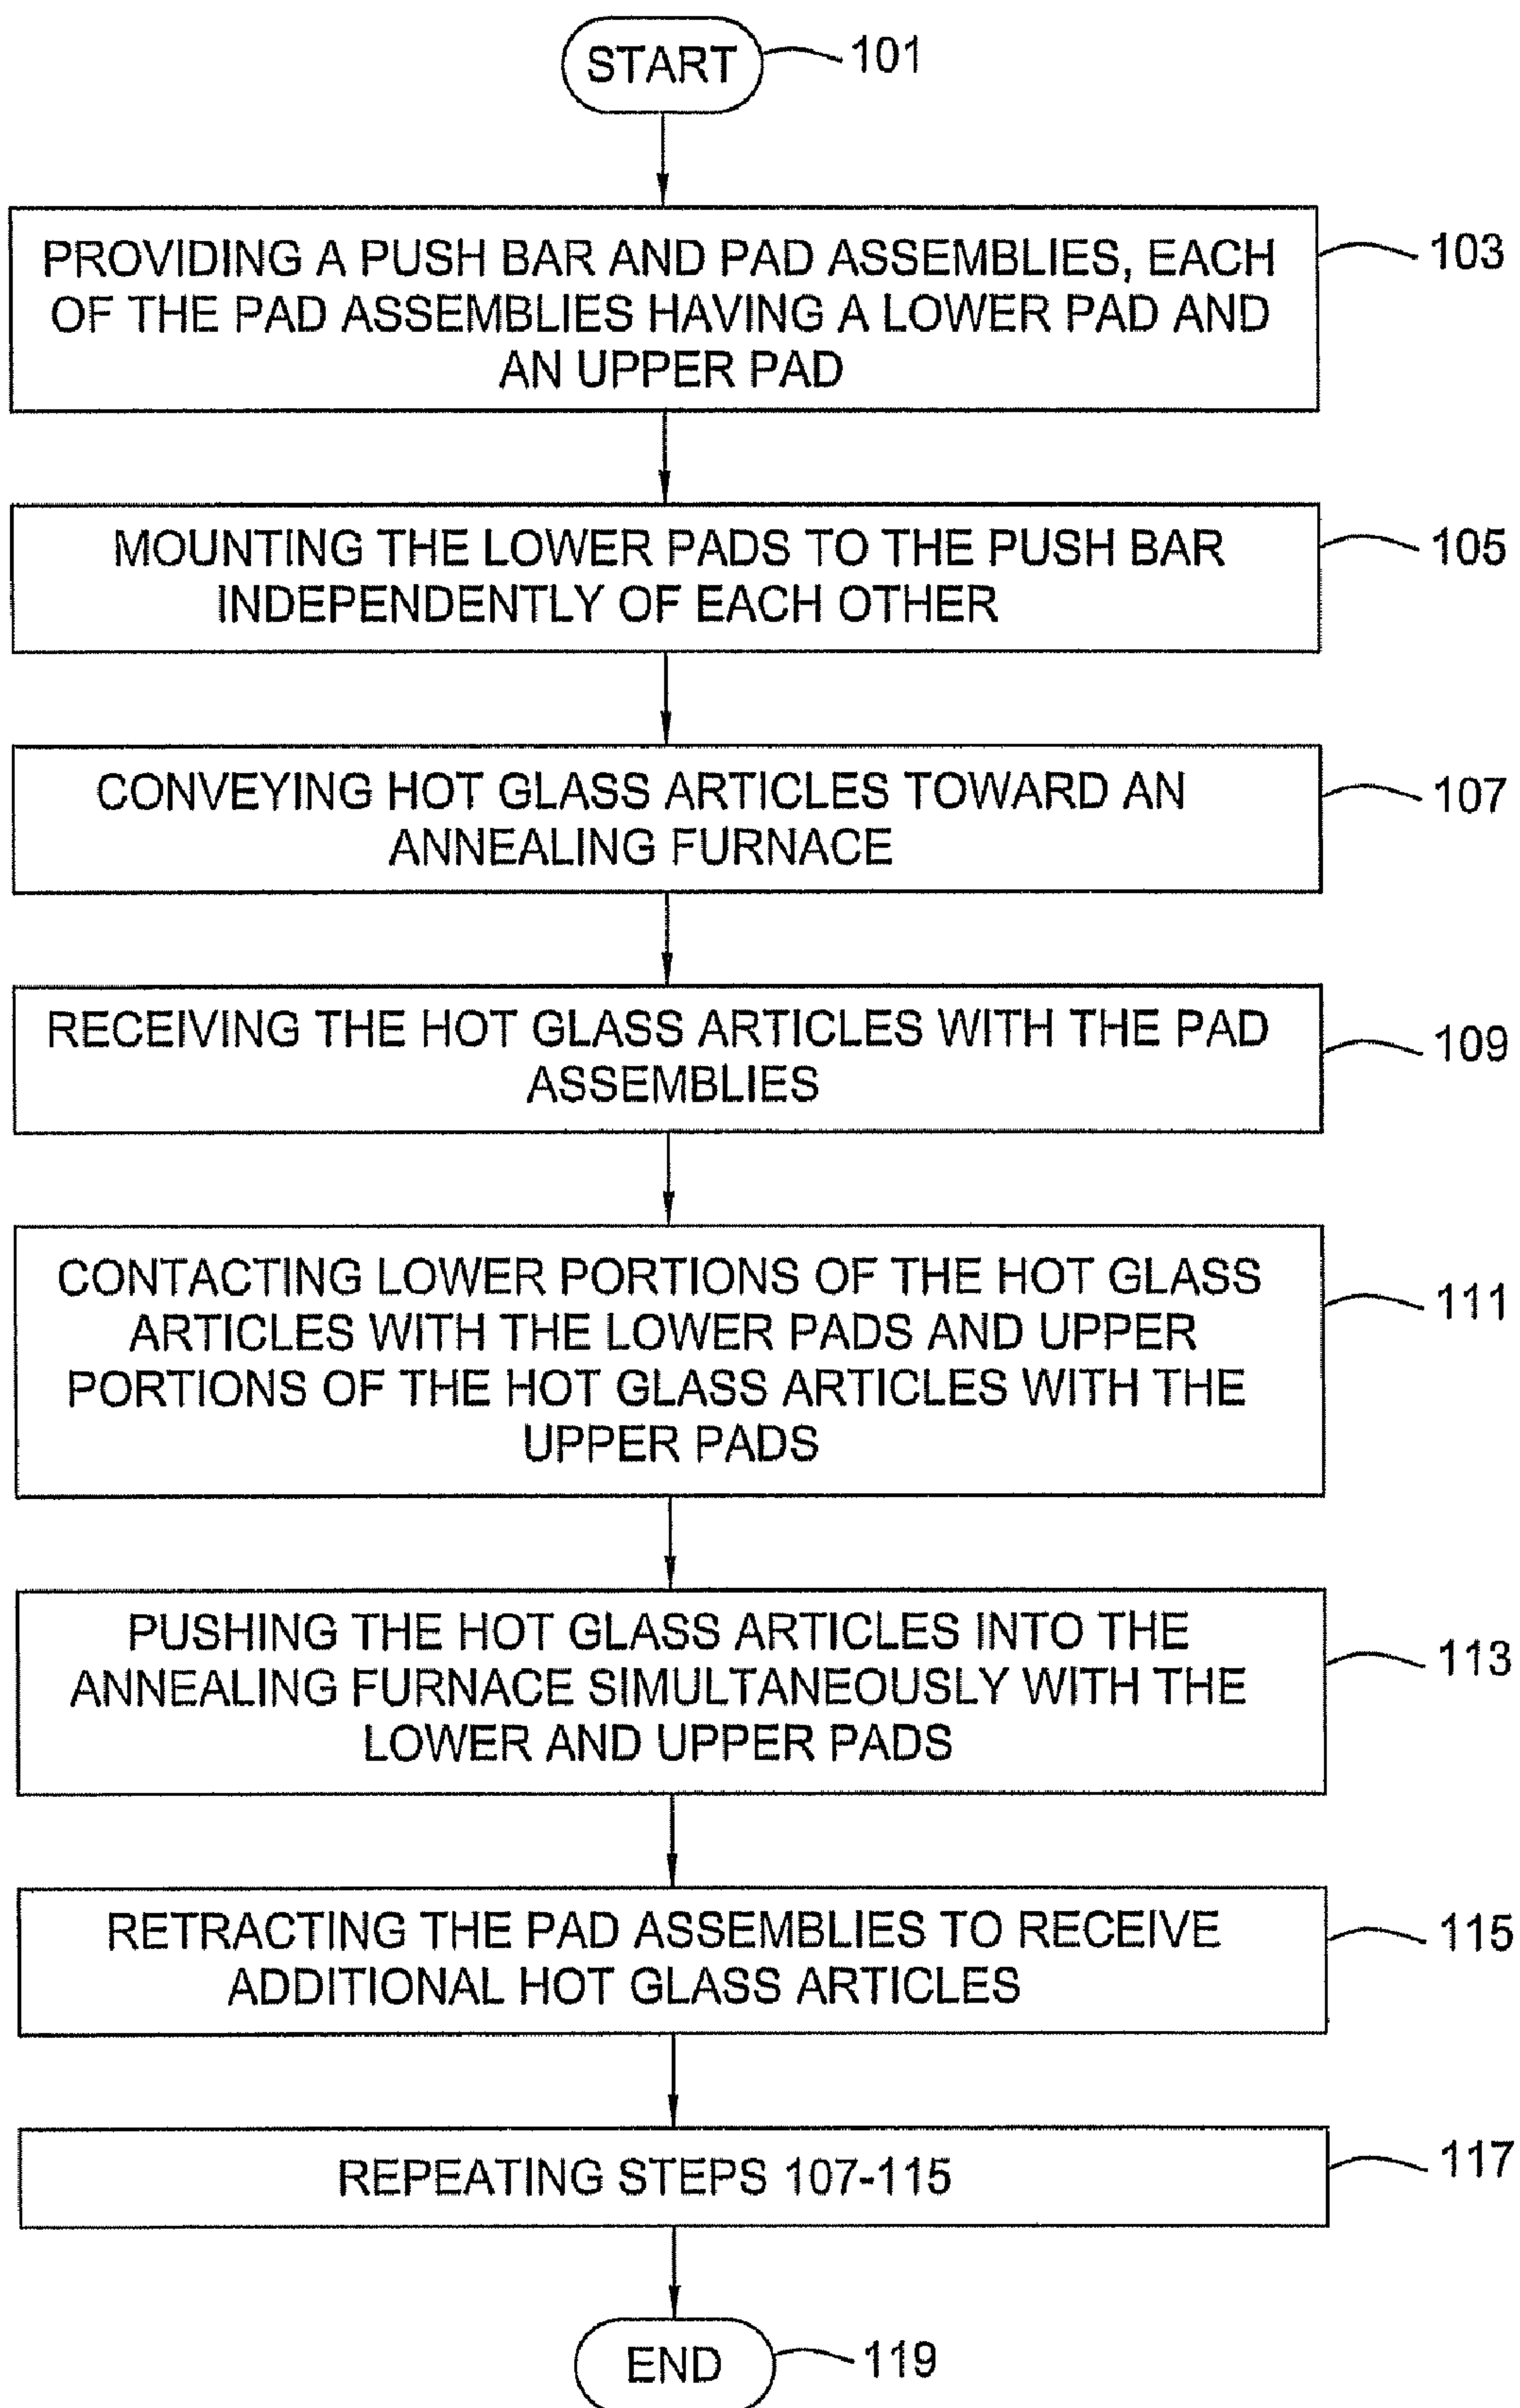 START
101
PROVIDING A PUSH BAR AND PAD ASSEMBLIES, EACH
OF THE PAD ASSEMBLIES HAVING A LOWER PAD AND
AN UPPER PAD
103
MOUNTING THE LOWER PADS TO THE PUSH BAR
INDEPENDENTLY OF EACH OTHER
105
CONVEYING HOT GLASS ARTICLES TOWARD AN
ANNEALING FURNACE
107
RECEIVING THE HOT GLASS ARTICLES WITH THE PAD
ASSEMBLIES
109
CONTACTING LOWER PORTIONS OF THE HOT GLASS
ARTICLES WITH THE LOWER PADS AND UPPER
PORTIONS OF THE HOT GLASS ARTICLES WITH THE
UPPER PADS
111
PUSHING THE HOT GLASS ARTICLES INTO THE
ANNEALING FURNACE SIMULTANEOUSLY WITH THE
LOWER AND UPPER PADS
113
RETRACTING THE PAD ASSEMBLIES TO RECEIVE
ADDITIONAL HOT GLASS ARTICLES
115
REPEATING STEPS 107-115
117
END
119